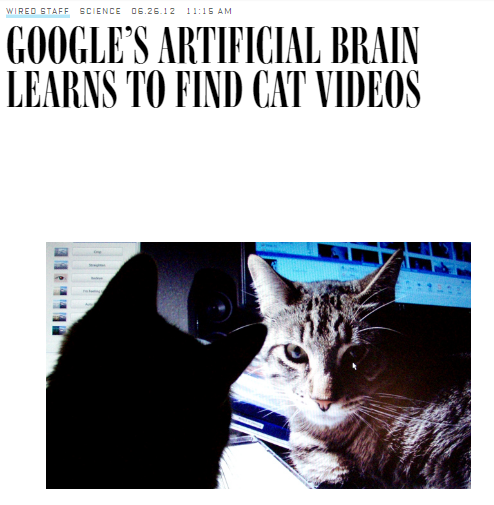 WIRED STAFF SCIENCE 06.26.12 11:15 AM
GOOGLE'S ARTIFICIAL BRAIN
LEARNS TO FIND CAT VIDEOS